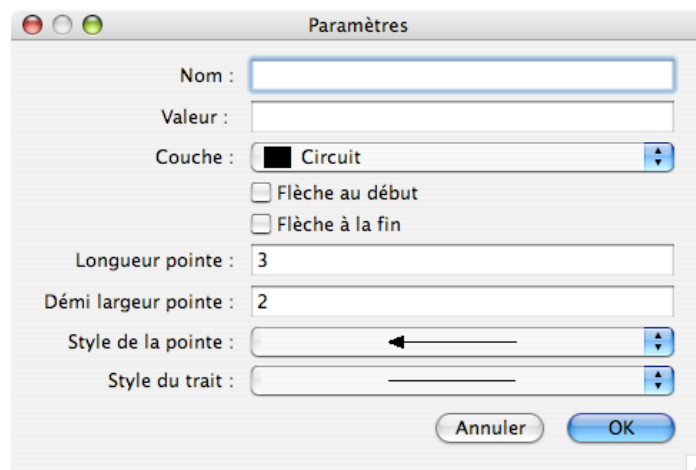 Paramètres
Nom :
Valeur :
Couche : Circuit
Flèche au début
Flèche à la fin
Longueur pointe : 3
Démi largeur pointe : 2
Style de la pointe :
Style du trait :
Annuler OK